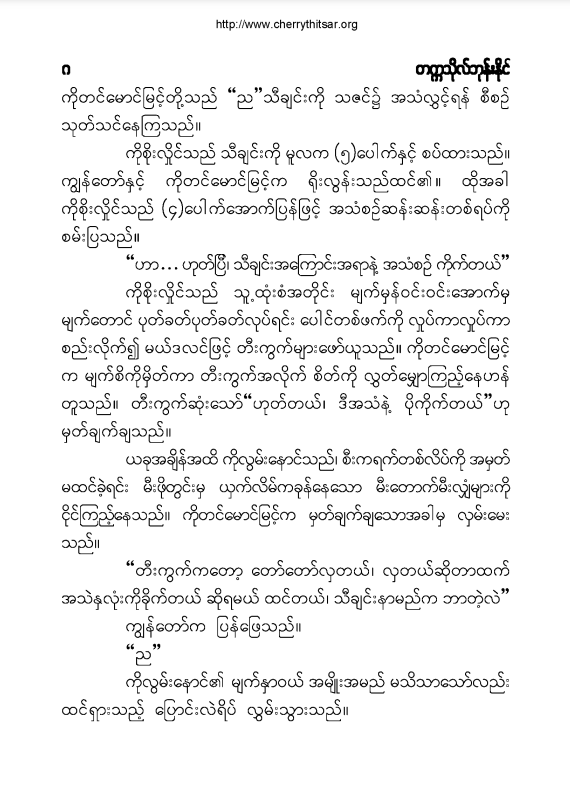 http://www.cherrythitsar.org
ဂ တက္ကသိုလ်ဘုန်းနိုင်
ကိုတင်မောင်မြင့်တို့သည် “ည”သီချင်းကို သဇင်၌ အသံလွှင့်ရန် စီစဉ်
သုတ်သင်နေကြသည်။
ကိုစိုးလှိုင်သည် သီချင်းကို မူလက (၅)ပေါက်နှင့် စပ်ထားသည်။
ကျွန်တော်နှင့် ကိုတင်မောင်မြင့်က ရိုးလွန်းသည်ထင်၏။ ထိုအခါ
ကိုစိုးလှိုင်သည် (၄)ပေါက်အောက်ပြန်ဖြင့် အသံစဉ်ဆန်းဆန်းတစ်ရပ်ကို
စမ်းပြသည်။
“ဟာ... ဟုတ်ပြီ၊ သီချင်းအကြောင်းအရာနဲ့ အသံစဉ် ကိုက်တယ်”
ကိုစိုးလှိုင်သည် သူ့ထုံးစံအတိုင်း မျက်မှန်ဝင်းဝင်းအောက်မှ
မျက်တောင် ပုတ်ခတ်ပုတ်ခတ်လုပ်ရင်း ပေါင်တစ်ဖက်ကို လှုပ်ကာလှုပ်ကာ
စည်းလိုက်၍ မယ်ဒလင်ဖြင့် တီးကွက်များဖော်ယူသည်။ ကိုတင်မောင်မြင့်
က မျက်စိကိုမှိတ်ကာ တီးကွက်အလိုက် စိတ်ကို လွှတ်မျှောကြည့်နေဟန်
တူသည်။ တီးကွက်ဆုံးသော်“ဟုတ်တယ်၊ ဒီအသံနဲ့ ပိုကိုက်တယ်”ဟု
မှတ်ချက်ချသည်။
ယခုအချိန်အထိ ကိုလွမ်းနောင်သည်၊ စီးကရက်တစ်လိပ်ကို အမှတ်
မထင်ခဲ့ရင်း မီးဖိုတွင်းမှ ယှက်လိမ်ကခုန်နေသော မီးတောက်မီးလျှံများကို
ငိုင်ကြည့်နေသည်။ ကိုတင်မောင်မြင့်က မှတ်ချက်ချသောအခါမှ လှမ်းမေး
သည်။
“တီးကွက်ကတော့ တော်တော်လှတယ်၊ လှတယ်ဆိုတာထက်
အသဲနှလုံးကိုခိုက်တယ် ဆိုရမယ် ထင်တယ်၊ သီချင်းနာမည်က ဘာတဲ့လဲ”
ကျွန်တော်က ပြန်ဖြေသည်။
“ည”
ကိုလွမ်းနောင်၏ မျက်နှာဝယ် အမျိုးအမည် မသိသာသော်လည်း
ထင်ရှားသည့် ပြောင်းလဲရိပ် လွှမ်းသွားသည်။